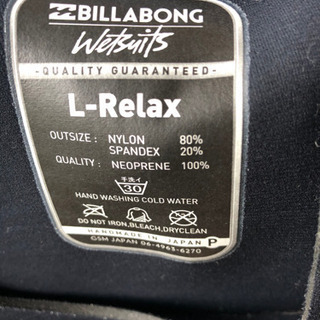 BILLABONG
Wetsuits
-QUALITY GUARANTEED-
L-Relax
OUTSIZE: NYLON 80%
SPANDEX 20%
QUALITY: NEOPRENE 100%
手洗イ
30
HAND WASHING COLD WATER
DO NOT IRON,BLEACH,DRYCLEAN
HANDMADE IN JAPAN P
GSM JAPAN 06-4963-6270